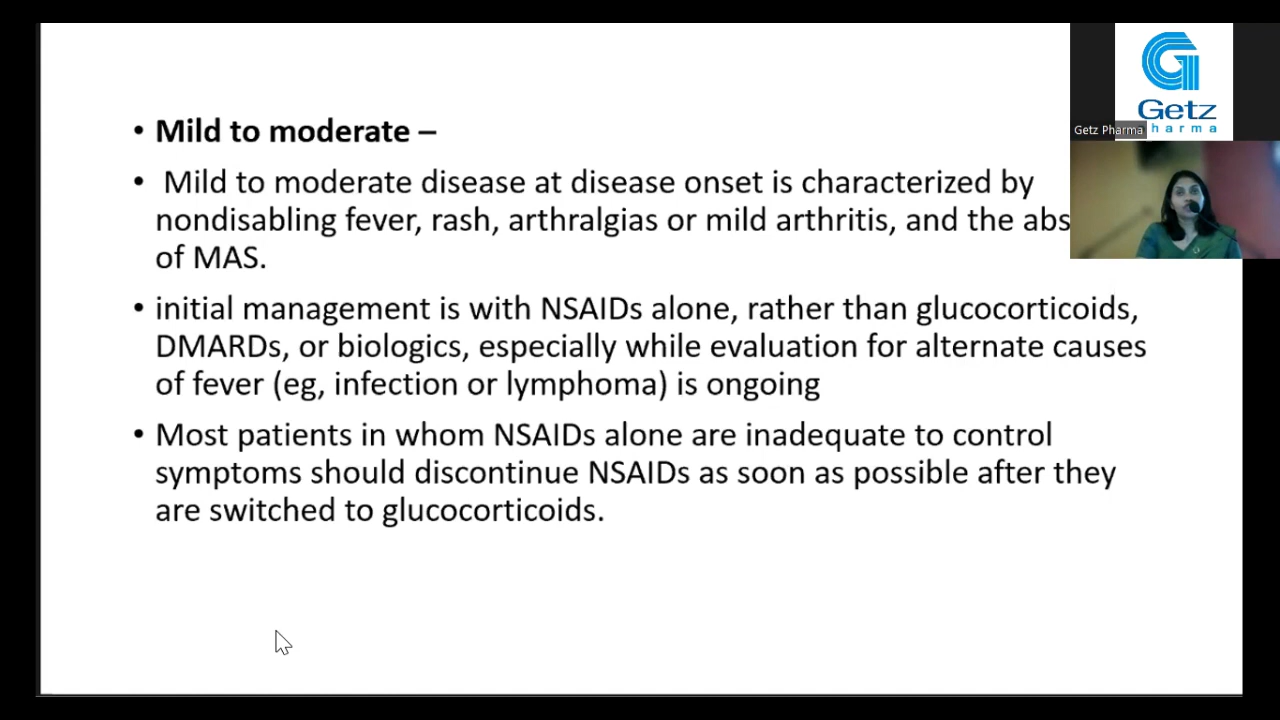 • Mild to moderate –
• Mild to moderate disease at disease onset is characterized by
nondisabling fever, rash, arthralgias or mild arthritis, and the abs
of MAS.
• initial management is with NSAIDs alone, rather than glucocorticoids,
DMARDs, or biologics, especially while evaluation for alternate causes
of fever (eg, infection or lymphoma) is ongoing
• Most patients in whom NSAIDs alone are inadequate to control
symptoms should discontinue NSAIDs as soon as possible after they
are switched to glucocorticoids.
Getz
harma
Getz Pharma